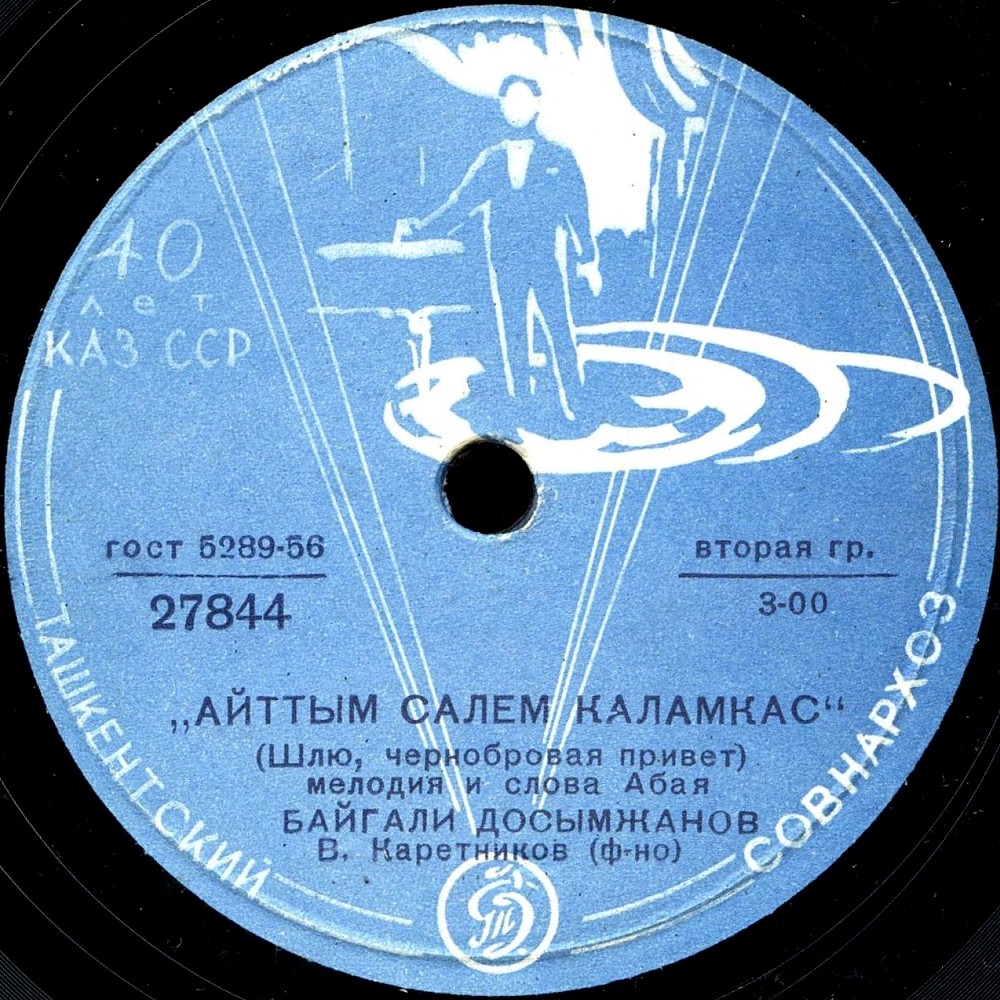 40
лет
КАЗ ССР
гост 5289-56
27844
вторая гр.
3-00
„АЙТТЫМ САЛЕМ КАЛАМКАС“
(Шлю, чернобровая привет)
мелодия и слова Абая
БАЙГАЛИ ДОСЫМЖАНОВ
В. Каретников (ф-но)
ТАШКЕНТСКИЙ
СОВНАРХОЗ